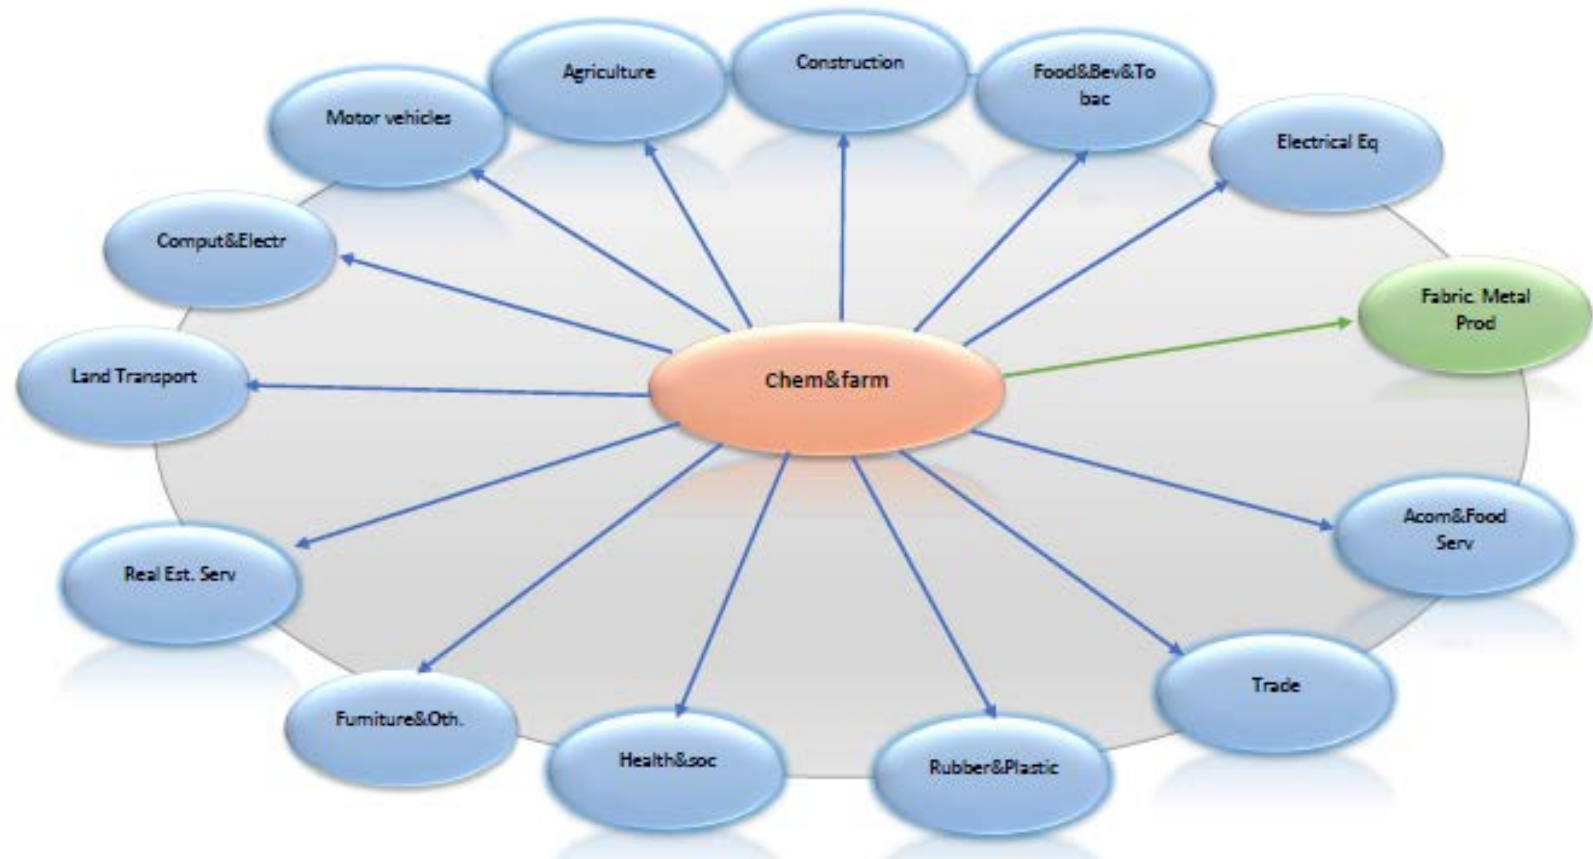 Construction
Agriculture
Food&Bev&To
bac
Motor vehicles
Electrical Eq
Comput&Electr
Fabric. Metal
Prod
Land Transport
Chem&farm
Acom&Food
Serv
Real Est. Serv
Trade
Furniture&Oth.
Health&soc
Rubber&Plastic